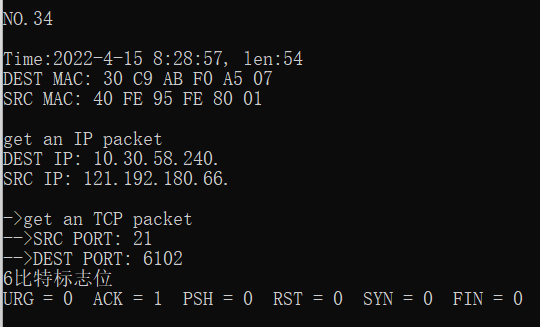 NO.34
Time:2022-4-15 8:28:57, len:54
DEST MAC: 30 C9 AB F0 A5 07
SRC MAC: 40 FE 95 FE 80 01
get an IP packet
DEST IP: 10.30.58.240.
SRC IP: 121.192.180.66.
->get an TCP packet
-->SRC PORT: 21
-->DEST PORT: 6102
6比特标志位
URG = 0  ACK = 1  PSH = 0  RST = 0  SYN = 0  FIN = 0